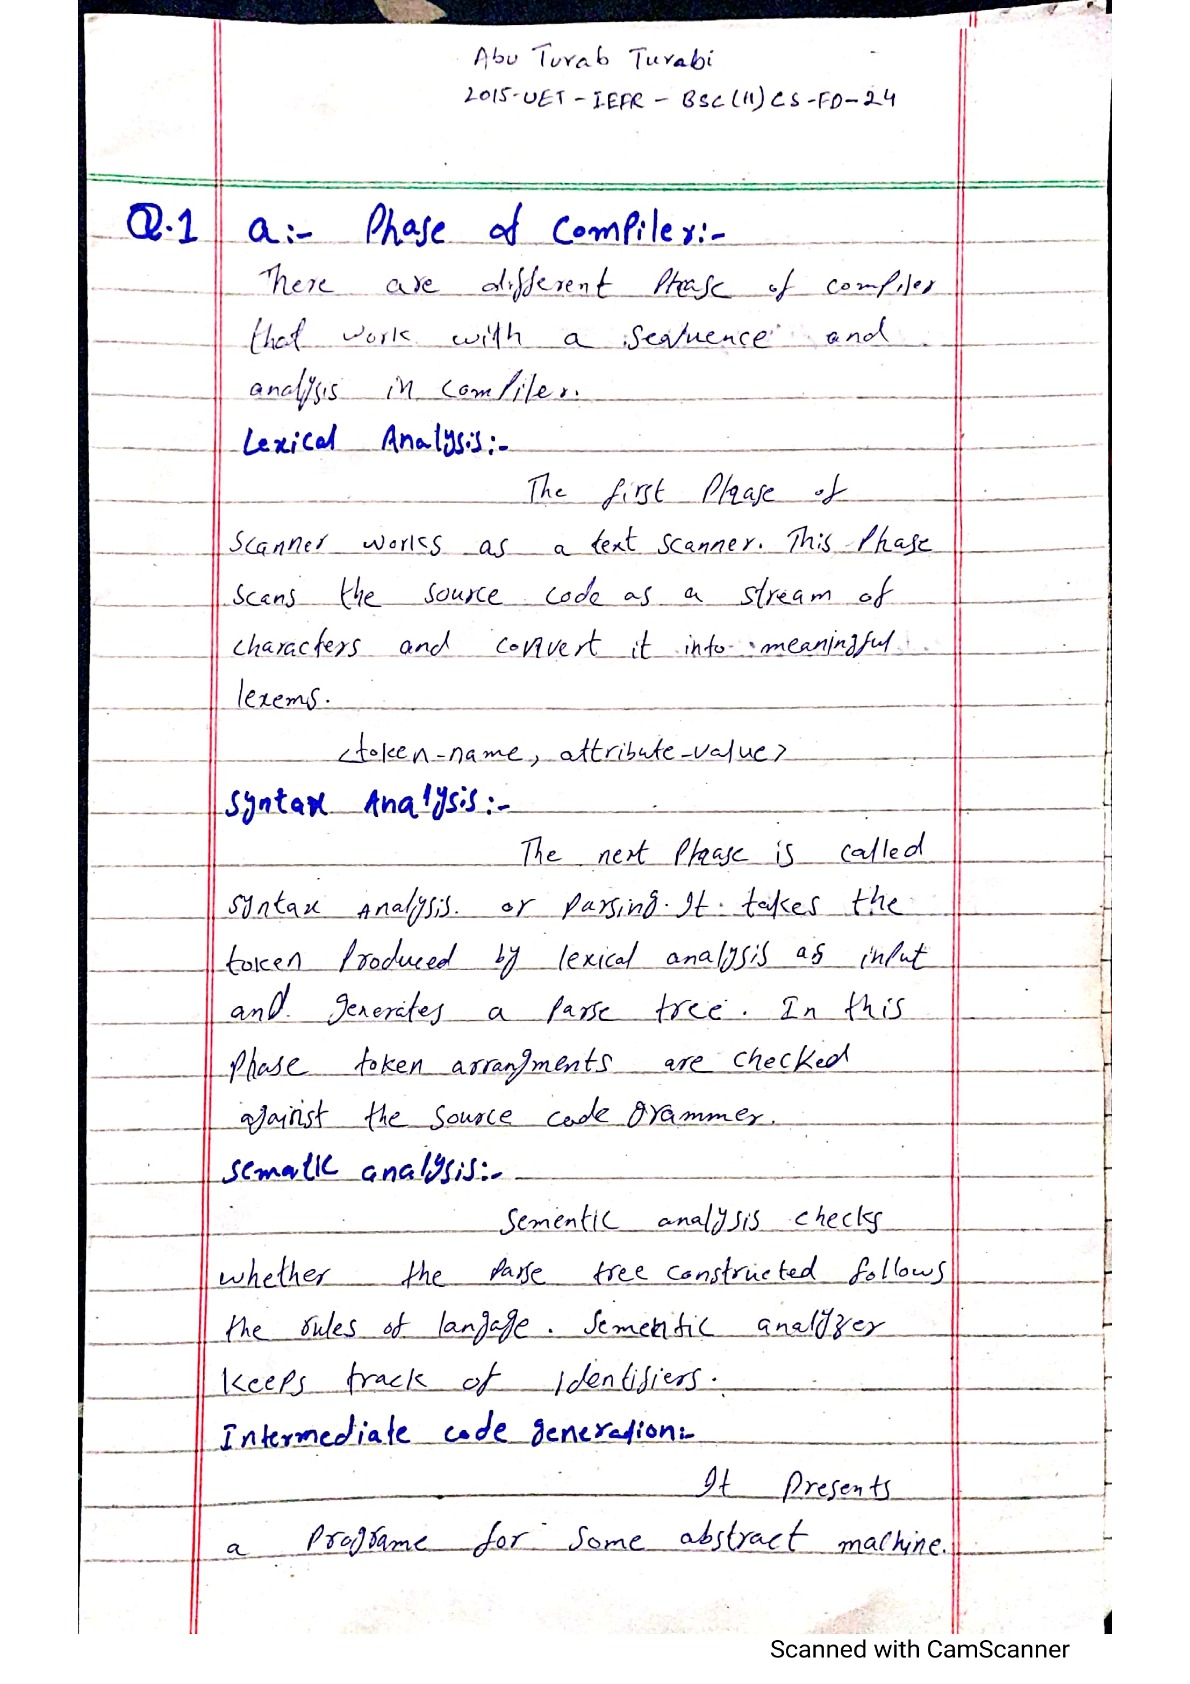 Abu Turab Turabi
2015-UET-IEFR-BSC(11)CS-FD-24
Q.1 a:- Phase of Compiler:-
There are different Phase of compiler
that work with a sequence and
analysis in compiler.
Lexical Analysis:-
The first Phase of
scanner works as a text scanner. This Phase
scans the source code as a stream of
characters and convert it into meaningful
lexems.
<token-name, attribute-value>
Syntax Analysis:-
The next Phase is called
syntax Analysis. or parsing. It takes the
token Produced by lexical analysis as input
and generates a parse tree. In this
Phase token arrangments are checked
against the source code Grammer.
Sematic analysis:-
Sementic analysis checks
whether the Parse tree constructed follows
the rules of langage. Sementic analyzer
keeps track of Identifiers.
Intermediate code generation:-
It Presents
a Programe for some abstract machine.
Scanned with CamScanner